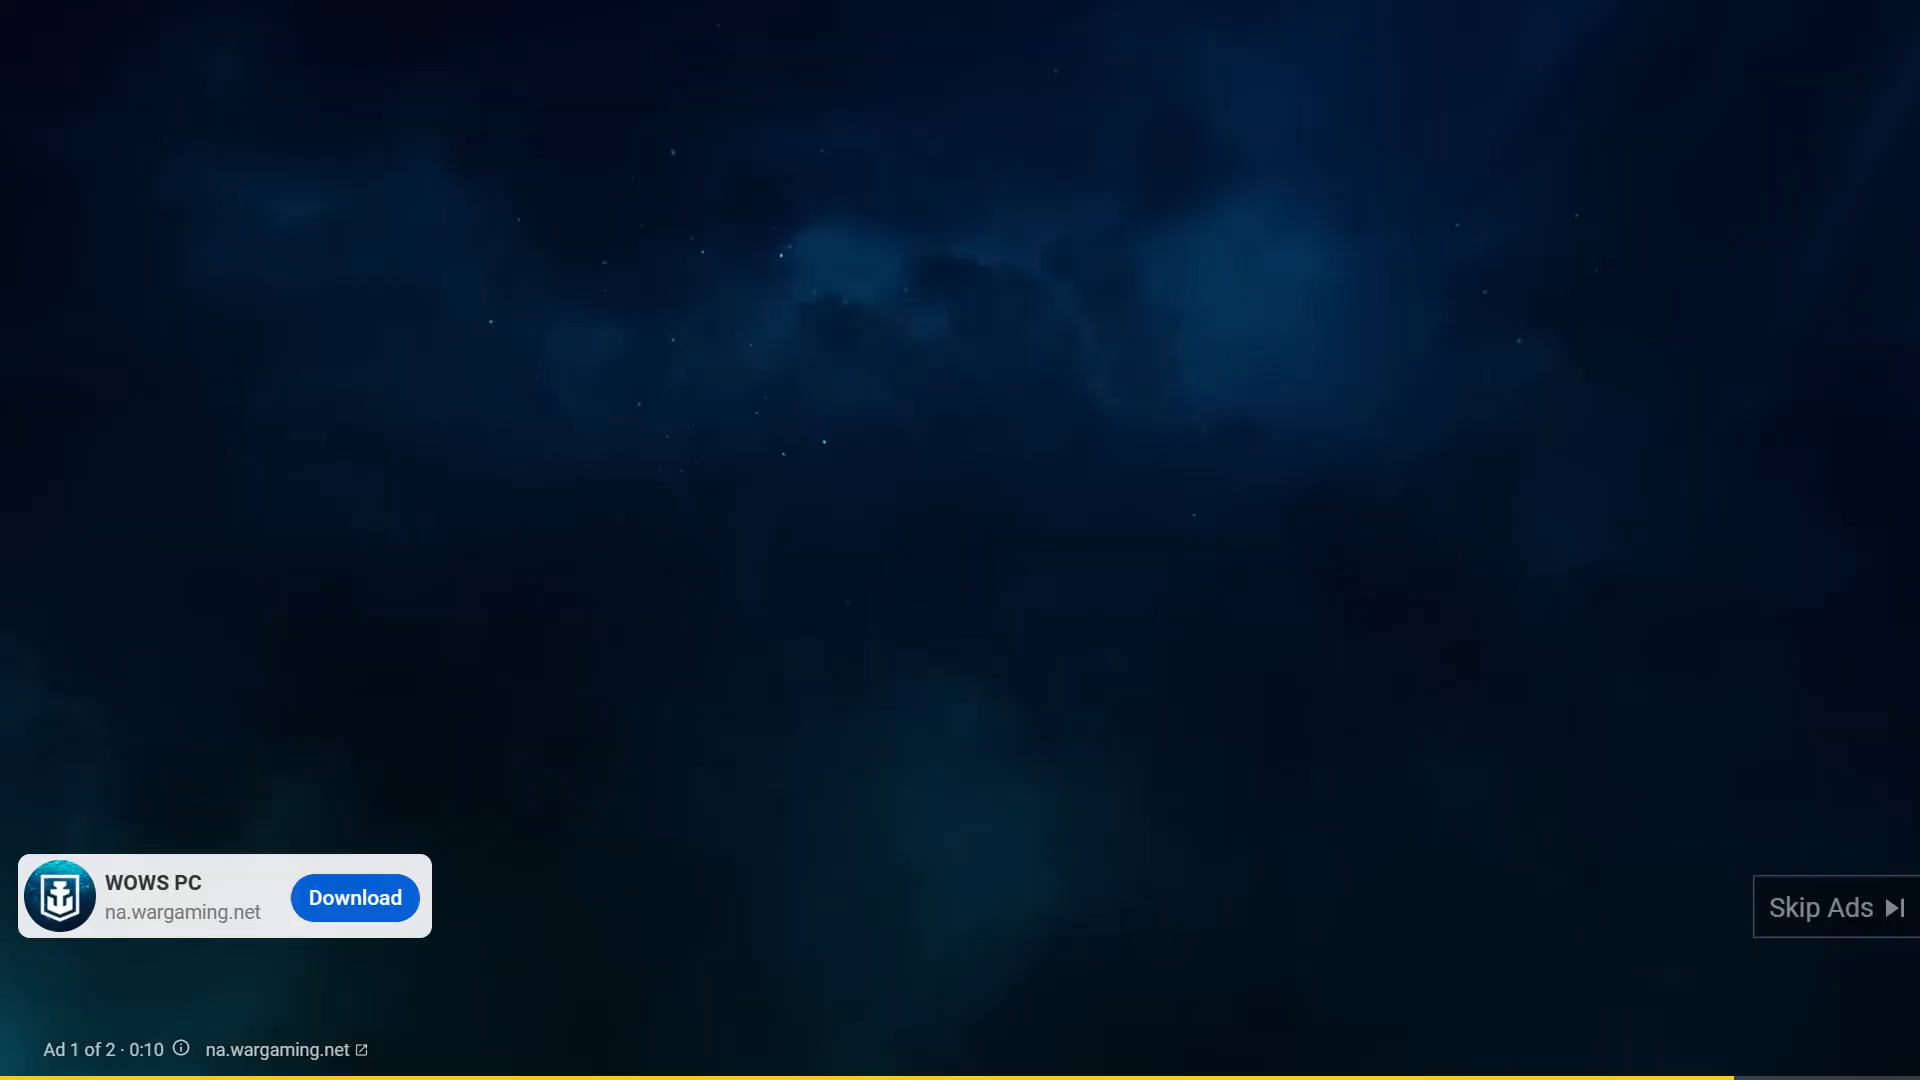 WOWS PC
na.wargaming.net
Download
Skip Ads
Ad 1 of 2 · 0:10
na.wargaming.net